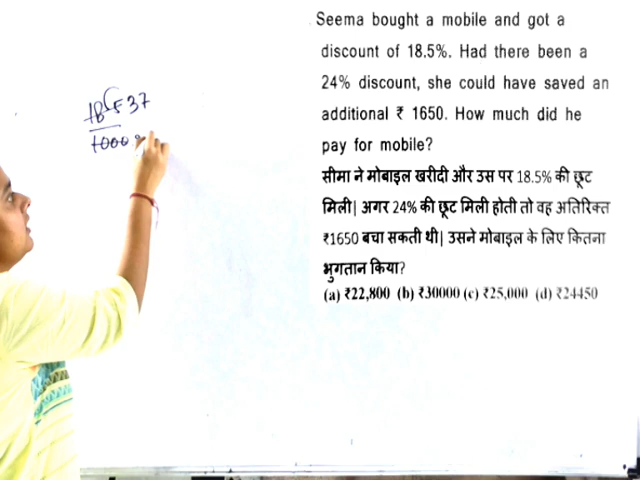 Seema bought a mobile and got a
discount of 18.5%. Had there been a
24% discount, she could have saved an
additional ₹ 1650. How much did he
pay for mobile?
सीमा ने मोबाइल खरीदी और उस पर 18.5% की छूट
मिली| अगर 24% की छूट मिली होती तो वह अतिरिक्त
₹1650 बचा सकती थी| उसने मोबाइल के लिए कितना
भुगतान किया?
(a) ₹22,800 (b) ₹30000 (c) ₹25,000 (d) ₹24450
185 37
1000